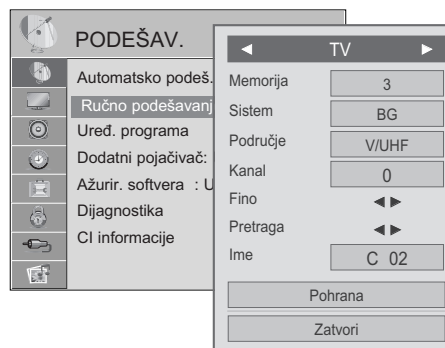 PODEŠAV.
Automatsko podeš.
Ručno podešavanj
Uređ. programa
Dodatni pojačivač:
Ažurir. softvera : U
Dijagnostika
CI informacije
◄ TV ►
Memorija 3
Sistem BG
Područje V/UHF
Kanal 0
Fino ◄►
Pretraga ◄►
Ime C 02
Pohrana
Zatvori